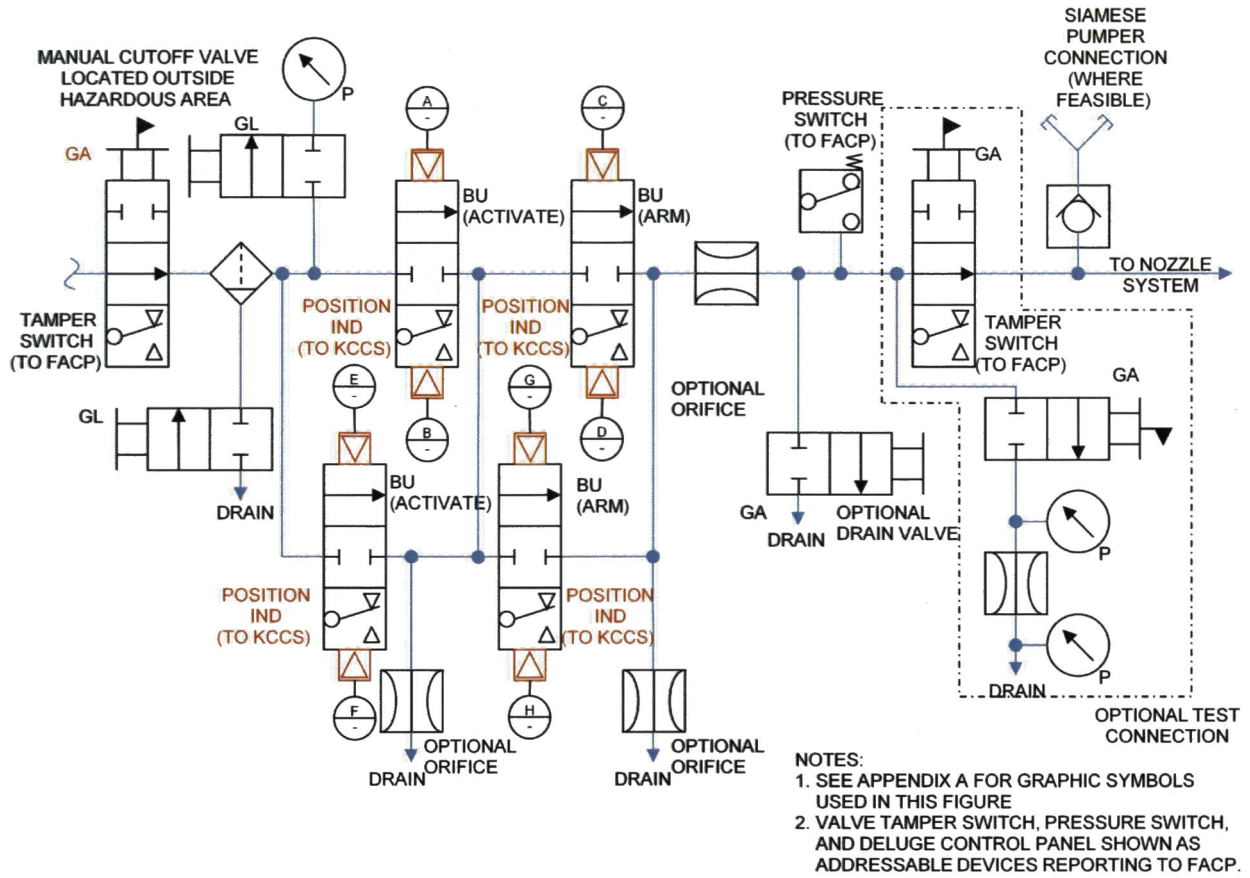 SIAMESE
PUMPER
CONNECTION
(WHERE
FEASIBLE)
MANUAL CUTOFF VALVE
LOCATED OUTSIDE
HAZARDOUS AREA
P
A
-
C
-
PRESSURE
SWITCH
(TO FACP)
GL
GA
GA
BU
(ACTIVATE)
BU
(ARM)
TO NOZZLE
SYSTEM
TAMPER
SWITCH
(TO FACP)
POSITION
IND
(TO KCCS)
POSITION
IND
(TO KCCS)
TAMPER
SWITCH
(TO FACP)
GA
E
-
G
-
OPTIONAL
ORIFICE
GL
B
-
D
-
DRAIN
BU
(ACTIVATE)
BU
(ARM)
GA
DRAIN
OPTIONAL
DRAIN VALVE
P
POSITION
IND
(TO KCCS)
POSITION
IND
(TO KCCS)
P
DRAIN
F
-
H
-
OPTIONAL TEST
CONNECTION
DRAIN
OPTIONAL
ORIFICE
DRAIN
OPTIONAL
ORIFICE
NOTES:
1. SEE APPENDIX A FOR GRAPHIC SYMBOLS
USED IN THIS FIGURE
2. VALVE TAMPER SWITCH, PRESSURE SWITCH,
AND DELUGE CONTROL PANEL SHOWN AS
ADDRESSABLE DEVICES REPORTING TO FACP.